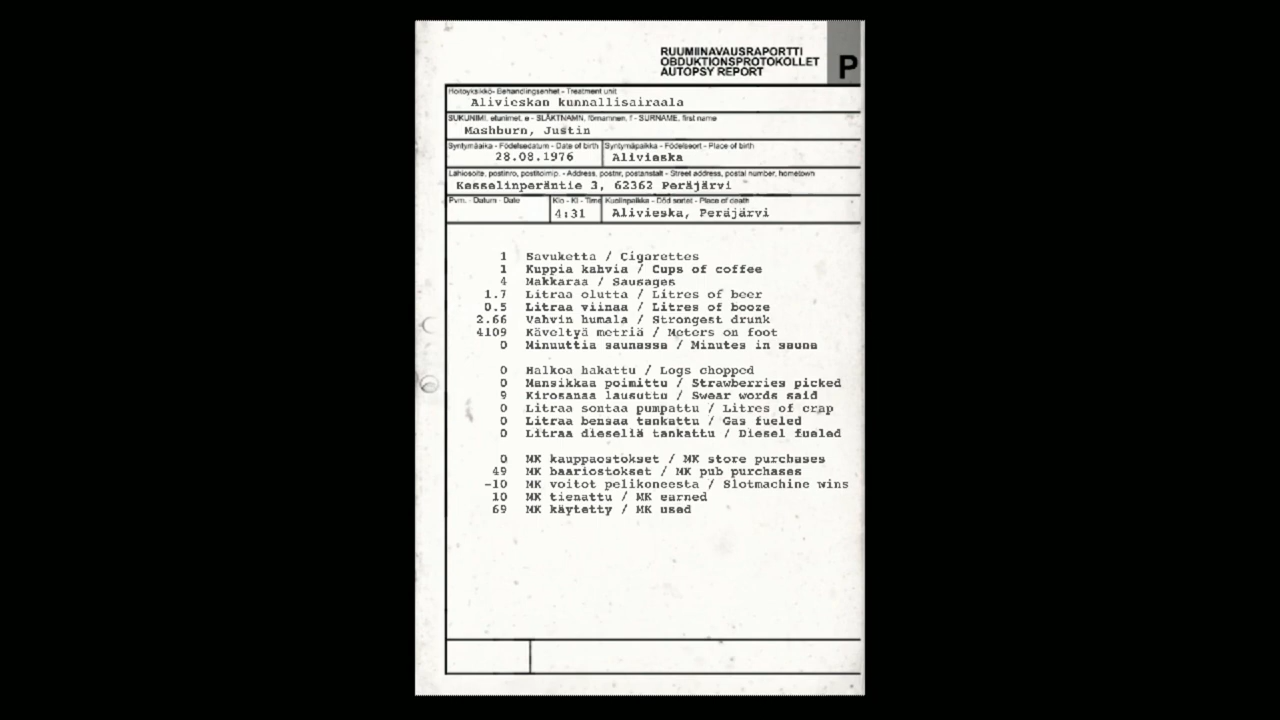 RUUMIINAVAUSRAPORTTI
OBDUKTIONSPROTOKOLLET
AUTOPSY REPORT
P
Hoitoyksikkö- Behandlingsenhet - Treatment unit
Alivieskan kunnallisairaala
SUKUNIMI, etunimet, e - SLÄKTNAMN, förnamnen, f - SURNAME, first name
Mashburn, Justin
Syntymäaika - Födelsedatum - Date of birth Syntymäpaikka - Födelseort - Place of birth
28.08.1976 Alivieska
Lähiosoite, postinro, postitoimip. - Address, postnr, postanstalt - Street address, postal number, hometown
Kesselinperäntie 3, 62362 Peräjärvi
Pvm. - Datum - Date Klo - Kl - Time Kuolinpaikka - Död sortet - Place of death
4:31 Alivieska, Peräjärvi
1 Savuketta / Cigarettes
1 Kuppia kahvia / Cups of coffee
4 Makkaraa / Sausages
1.7 Litraa olutta / Litres of beer
0.5 Litraa viinaa / Litres of booze
2.66 Vahvin humala / Strongest drunk
4109 Käveltyä metriä / Meters on foot
0 Minuuttia saunassa / Minutes in sauna
0 Halkoa hakattu / Logs chopped
0 Mansikkaa poimittu / Strawberries picked
9 Kirosanaa lausuttu / Swear words said
0 Litraa sontaa pumpattu / Litres of crap
0 Litraa bensaa tankattu / Gas fueled
0 Litraa dieseliä tankattu / Diesel fueled
0 MK kauppaostokset / MK store purchases
49 MK baariostokset / MK pub purchases
-10 MK voitot pelikoneesta / Slotmachine wins
10 MK tienattu / MK earned
69 MK käytetty / MK used